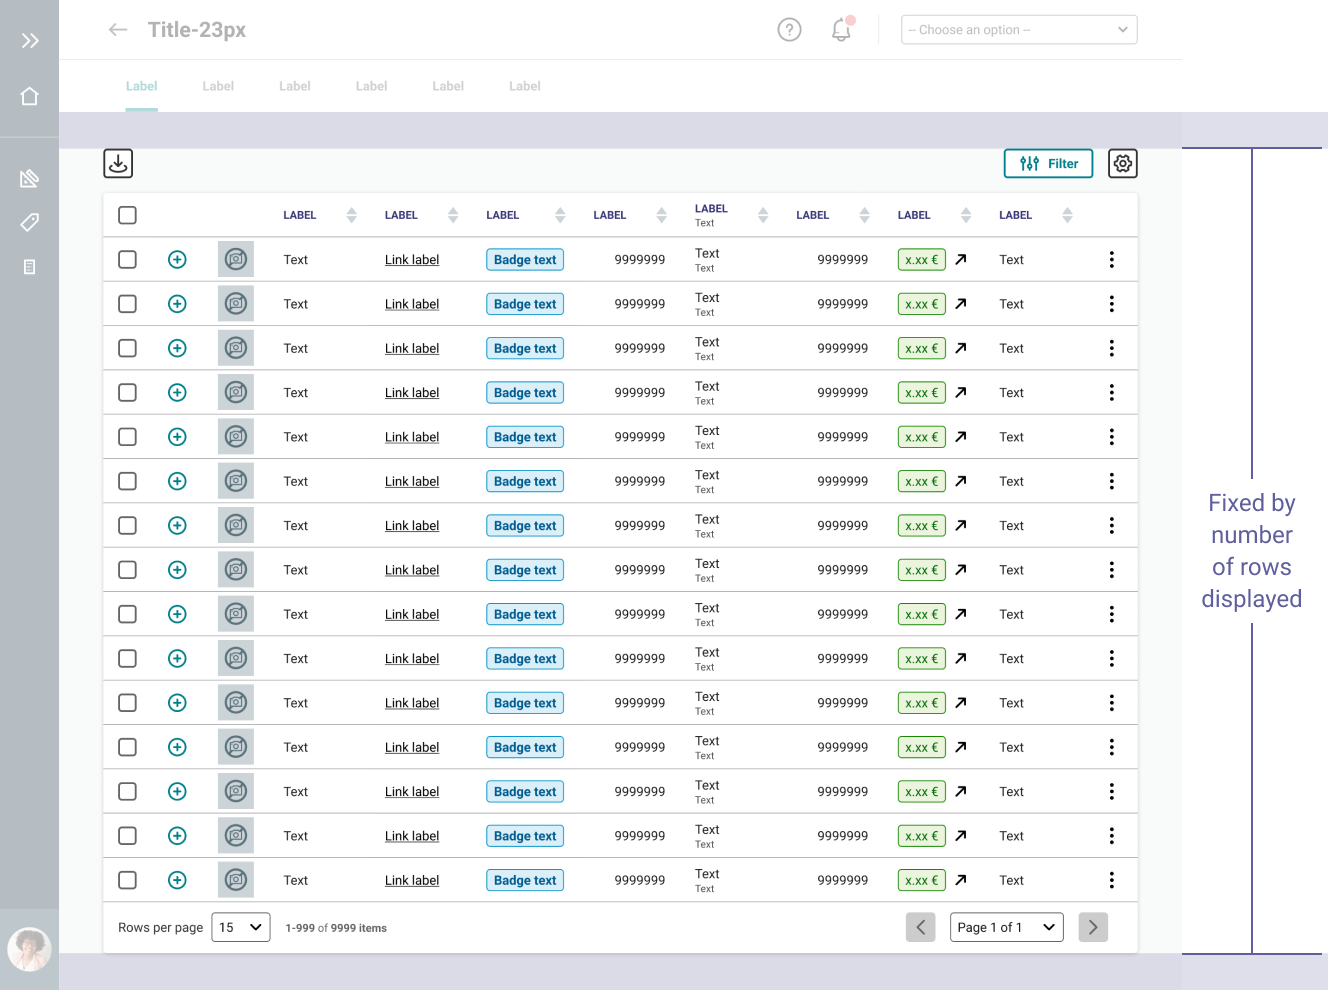 Title-23px
-- Choose an option --
Label Label Label Label Label Label
Filter
LABEL LABEL LABEL LABEL LABEL LABEL LABEL LABEL
Text
Text Link label Badge text 9999999 Text 9999999 x.xx € Text
Text
Text Link label Badge text 9999999 Text 9999999 x.xx € Text
Text
Text Link label Badge text 9999999 Text 9999999 x.xx € Text
Text
Text Link label Badge text 9999999 Text 9999999 x.xx € Text
Text
Text Link label Badge text 9999999 Text 9999999 x.xx € Text
Text
Text Link label Badge text 9999999 Text 9999999 x.xx € Text
Text
Text Link label Badge text 9999999 Text 9999999 x.xx € Text
Text
Text Link label Badge text 9999999 Text 9999999 x.xx € Text
Text
Text Link label Badge text 9999999 Text 9999999 x.xx € Text
Text
Text Link label Badge text 9999999 Text 9999999 x.xx € Text
Text
Text Link label Badge text 9999999 Text 9999999 x.xx € Text
Text
Text Link label Badge text 9999999 Text 9999999 x.xx € Text
Text
Text Link label Badge text 9999999 Text 9999999 x.xx € Text
Text
Text Link label Badge text 9999999 Text 9999999 x.xx € Text
Text
Text Link label Badge text 9999999 Text 9999999 x.xx € Text
Text
Rows per page 15 1-999 of 9999 items Page 1 of 1
Fixed by
number
of rows
displayed